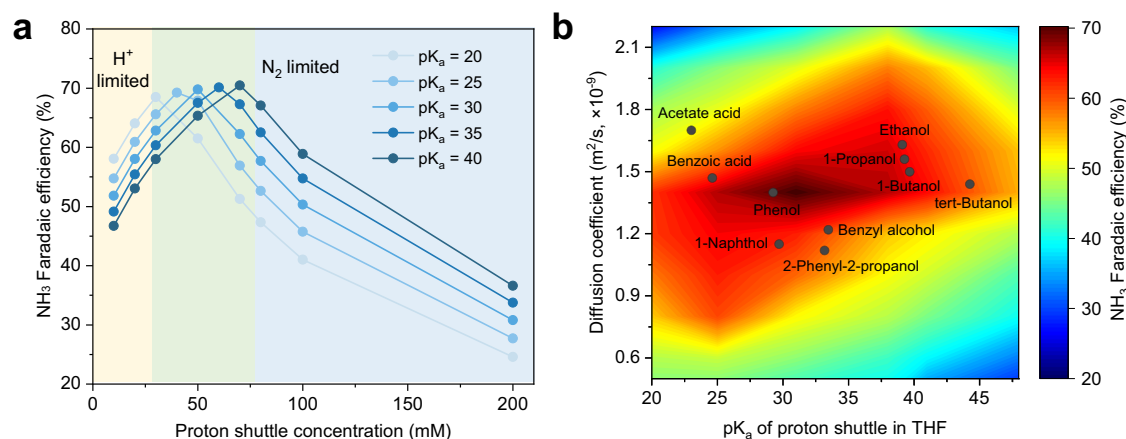 a
NH₃ Faradaic efficiency (%)
80
70
60
50
40
30
20
H⁺
limited
N₂ limited
pKₐ = 20
pKₐ = 25
pKₐ = 30
pKₐ = 35
pKₐ = 40
0
50
100
150
200
Proton shuttle concentration (mM)
b
Diffusion coefficient (m²/s, ×10⁻⁹)
2.1
1.8
1.5
1.2
0.9
0.6
Acetate acid
Benzoic acid
Ethanol
1-Propanol
1-Butanol
tert-Butanol
Phenol
1-Naphthol
Benzyl alcohol
2-Phenyl-2-propanol
20
25
30
35
40
45
pKₐ of proton shuttle in THF
70
60
50
40
30
20
NH₃ Faradaic efficiency (%)